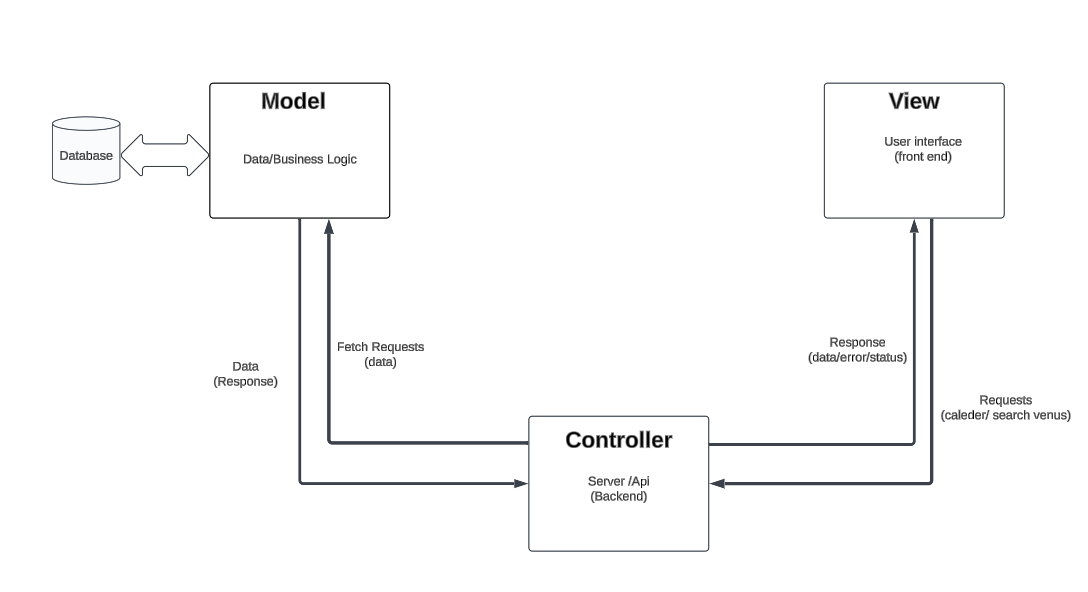 Model
Data/Business Logic
Database
View
User interface
(front end)
Fetch Requests
(data)
Data
(Response)
Response
(data/error/status)
Requests
(caleder/ search venus)
Controller
Server /Api
(Backend)